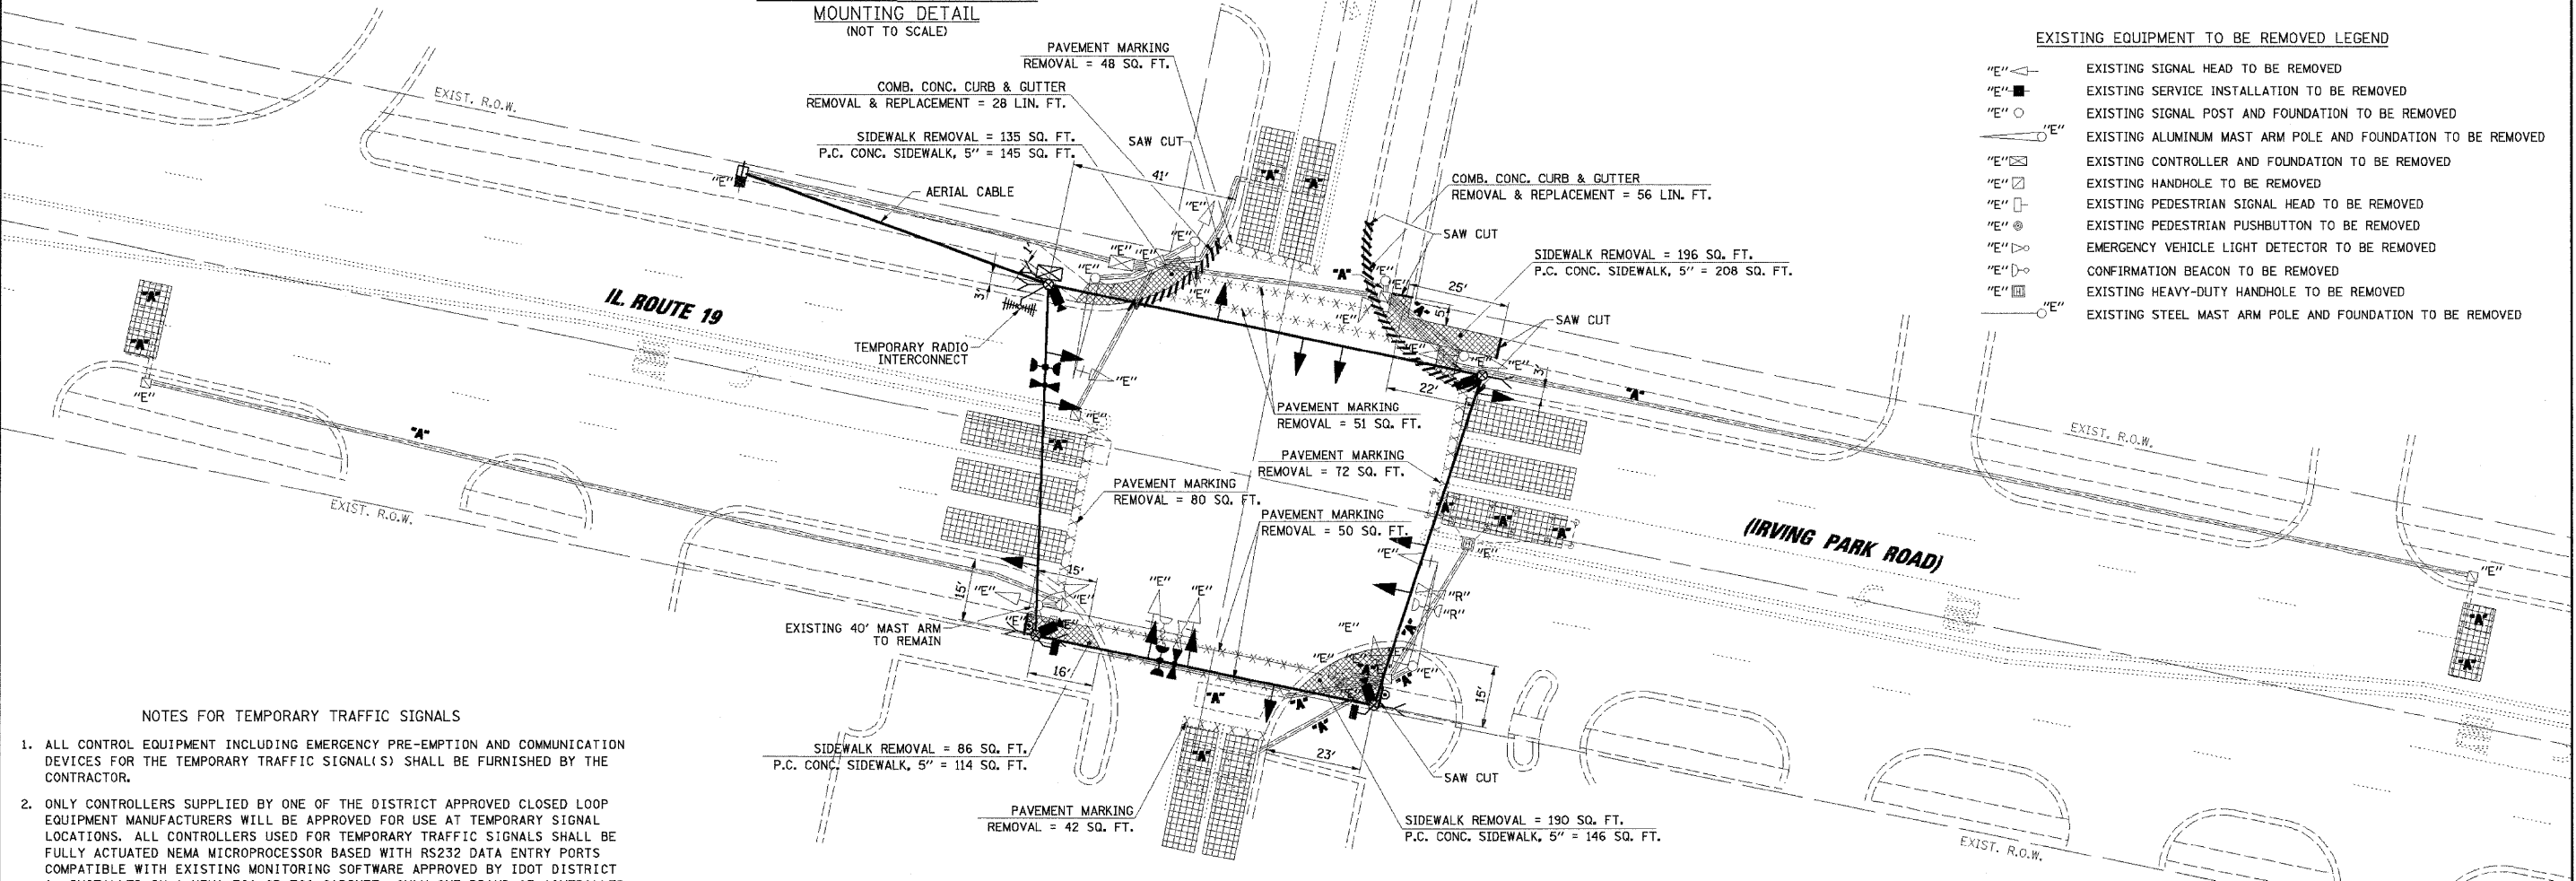 MOUNTING DETAIL
(NOT TO SCALE)
PAVEMENT MARKING
REMOVAL = 48 SQ. FT.
COMB. CONC. CURB & GUTTER
REMOVAL & REPLACEMENT = 28 LIN. FT.
SIDEWALK REMOVAL = 135 SQ. FT.
P.C. CONC. SIDEWALK, 5" = 145 SQ. FT.
SAW CUT
41'
AERIAL CABLE
EXIST. R.O.W.
"E"
COMB. CONC. CURB & GUTTER
REMOVAL & REPLACEMENT = 56 LIN. FT.
SAW CUT
SIDEWALK REMOVAL = 196 SQ. FT.
P.C. CONC. SIDEWALK, 5" = 208 SQ. FT.
25'
5'
SAW CUT
"A"
"A"
"E"
"E"
"E"
"E"
"E"
1'
3'
IL. ROUTE 19
TEMPORARY RADIO
INTERCONNECT
"A"
"A"
"E"
"A"
"E"
"E"
"A"
22'
3'
"A"
PAVEMENT MARKING
REMOVAL = 51 SQ. FT.
PAVEMENT MARKING
REMOVAL = 72 SQ. FT.
PAVEMENT MARKING
REMOVAL = 80 SQ. FT.
PAVEMENT MARKING
REMOVAL = 50 SQ. FT.
EXIST. R.O.W.
EXIST. R.O.W.
(IRVING PARK ROAD)
"A"
"A"
"A"
"E"
"E"
"R"
"R"
"E"
"A"
"A"
15'
15'
"E"
"E"
"E"
"E"
"E"
EXISTING 40' MAST ARM
TO REMAIN
16'
"A"
"A"
"A"
"A"
"A"
15'
23'
SIDEWALK REMOVAL = 86 SQ. FT.
P.C. CONC. SIDEWALK, 5" = 114 SQ. FT.
SAW CUT
PAVEMENT MARKING
REMOVAL = 42 SQ. FT.
SIDEWALK REMOVAL = 190 SQ. FT.
P.C. CONC. SIDEWALK, 5" = 146 SQ. FT.
EXIST. R.O.W.
EXISTING EQUIPMENT TO BE REMOVED LEGEND
"E" EXISTING SIGNAL HEAD TO BE REMOVED
"E" EXISTING SERVICE INSTALLATION TO BE REMOVED
"E" EXISTING SIGNAL POST AND FOUNDATION TO BE REMOVED
"E" EXISTING ALUMINUM MAST ARM POLE AND FOUNDATION TO BE REMOVED
"E" EXISTING CONTROLLER AND FOUNDATION TO BE REMOVED
"E" EXISTING HANDHOLE TO BE REMOVED
"E" EXISTING PEDESTRIAN SIGNAL HEAD TO BE REMOVED
"E" EXISTING PEDESTRIAN PUSHBUTTON TO BE REMOVED
"E" EMERGENCY VEHICLE LIGHT DETECTOR TO BE REMOVED
"E" CONFIRMATION BEACON TO BE REMOVED
"E" H EXISTING HEAVY-DUTY HANDHOLE TO BE REMOVED
"E" EXISTING STEEL MAST ARM POLE AND FOUNDATION TO BE REMOVED
NOTES FOR TEMPORARY TRAFFIC SIGNALS
1. ALL CONTROL EQUIPMENT INCLUDING EMERGENCY PRE-EMPTION AND COMMUNICATION
DEVICES FOR THE TEMPORARY TRAFFIC SIGNAL(S) SHALL BE FURNISHED BY THE
CONTRACTOR.
2. ONLY CONTROLLERS SUPPLIED BY ONE OF THE DISTRICT APPROVED CLOSED LOOP
EQUIPMENT MANUFACTURERS WILL BE APPROVED FOR USE AT TEMPORARY SIGNAL
LOCATIONS. ALL CONTROLLERS USED FOR TEMPORARY TRAFFIC SIGNALS SHALL BE
FULLY ACTUATED NEMA MICROPROCESSOR BASED WITH RS232 DATA ENTRY PORTS
COMPATIBLE WITH EXISTING MONITORING SOFTWARE APPROVED BY IDOT DISTRICT